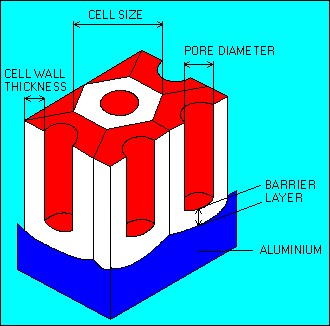 CELL SIZE
PORE DIAMETER
CELL WALL
THICKNESS
BARRIER
LAYER
ALUMINIUM